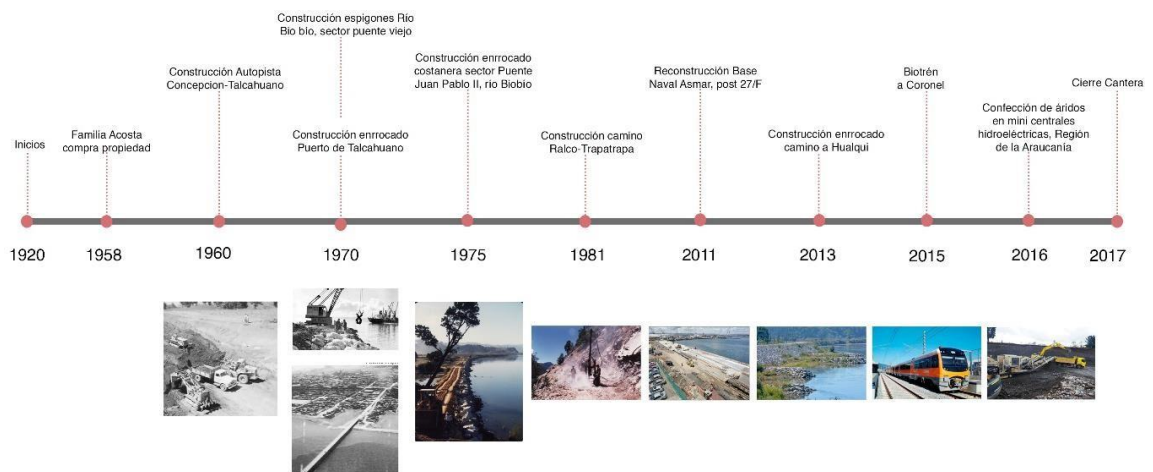 Inicios
1920
Familia Acosta
compra propiedad
1958
Construcción Autopista
Concepcion-Talcahuano
1960
Construcción espigones Río
Bío bÍo, sector puente viejo
Construcción enrrocado
Puerto de Talcahuano
1970
Construcción enrrocado
costanera sector Puente
Juan Pablo II, río Biobio
1975
Construcción camino
Ralco-Trapatrapa
1981
Reconstrucción Base
Naval Asmar, post 27/F
2011
Construcción enrrocado
camino a Hualqui
2013
Biotrén
a Coronel
2015
Confección de áridos
en mini centrales
hidroeléctricas, Región
de la Araucanía
2016
Cierre Cantera
2017